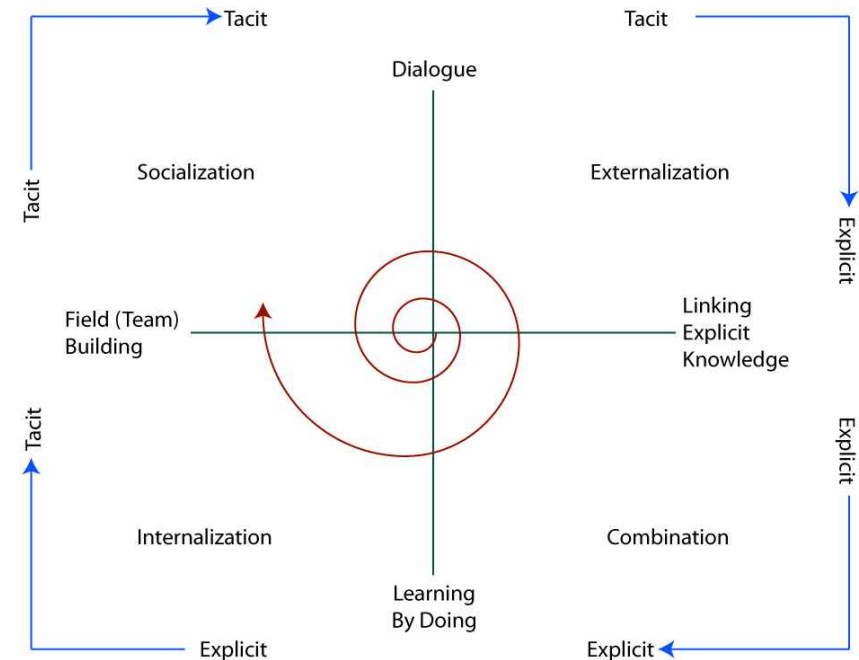 Tacit
Tacit
Dialogue
Socialization
Externalization
Tacit
Explicit
Field (Team)
Building
Linking
Explicit
Knowledge
Tacit
Explicit
Internalization
Combination
Learning
By Doing
Explicit
Explicit